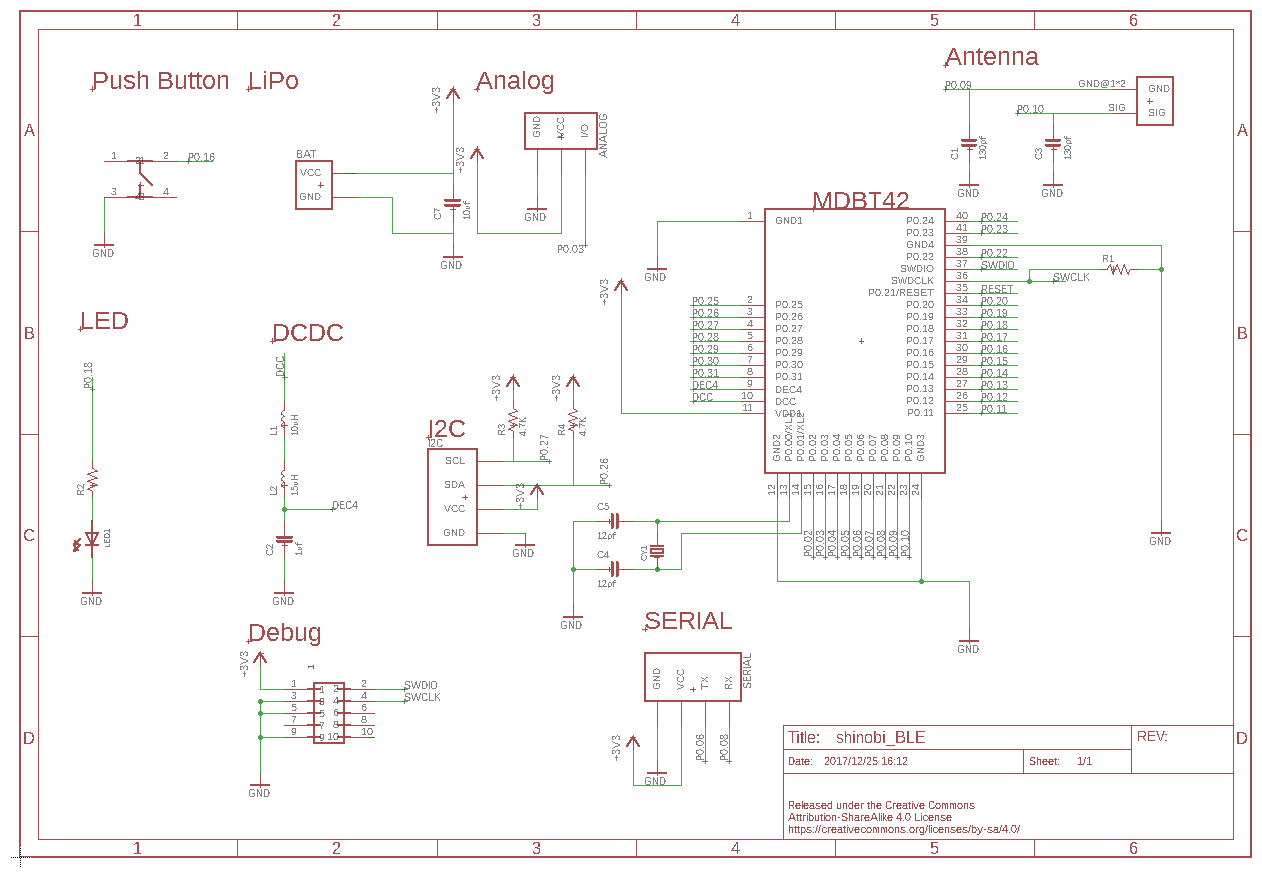 1 2 3 4 5 6
A
B
C
D
Push Button
1 2 P0.16
3 4
GND
LiPo
BAT
VCC
GND
+3V3
C7
10uf
GND
Analog
+3V3
GND VCC I/O
ANALOG
GND
P0.03
Antenna
P0.09 GND@1*2 GND
P0.10 SIG SIG
C1
130pf
C3
130pf
GND GND
LED
P0.18
R2
LED1
GND
DCDC
DCC
L1
10uH
L2
15uH
DEC4
C2
1uf
GND
I2C
I2C
SCL
SDA
VCC
GND
+3V3
R3
4.7K
P0.27
+3V3
R4
4.7K
P0.26
+3V3
GND
MDBT42
1 GND1
GND
+3V3
P0.25 2 P0.25
P0.26 3 P0.26
P0.27 4 P0.27
P0.28 5 P0.28
P0.29 6 P0.29
P0.30 7 P0.30
P0.31 8 P0.31
DEC4 9 DEC4
DCC 10 DCC
11 VDD1
P0.24 40 P0.24
P0.23 41 P0.23
GND4 39
P0.22 38 P0.22
SWDIO 37 SWDIO
SWDCLK 36 SWCLK
P0.21/RESET 35 RESET
P0.20 34 P0.20
P0.19 33 P0.19
P0.18 32 P0.18
P0.17 31 P0.17
P0.16 30 P0.16
P0.15 29 P0.15
P0.14 28 P0.14
P0.13 27 P0.13
P0.12 26 P0.12
P0.11 25 P0.11
R1
GND
GND2 12
P0.00/XL1 13
P0.01/XL2 14
P0.02 15 P0.02
P0.03 16 P0.03
P0.04 17 P0.04
P0.05 18 P0.05
P0.06 19 P0.06
P0.07 20 P0.07
P0.08 21 P0.08
P0.09 22 P0.09
P0.10 23 P0.10
GND3 24
GND
C5
12pf
C4
12pf
CY1
GND
Debug
+3V3
1
1 1 2 2 SWDIO
3 3 4 4 SWCLK
5 5 6 6
7 7 8 8
9 9 10 10
GND
SERIAL
GND VCC TX RX
SERIAL
+3V3
GND
P0.06
P0.08
Title: shinobi_BLE
REV:
Date: 2017/12/25 16:12
Sheet: 1/1
Released under the Creative Commons
Attribution-ShareAlike 4.0 License
https://creativecommons.org/licenses/by-sa/4.0/
A
B
C
D
1 2 3 4 5 6